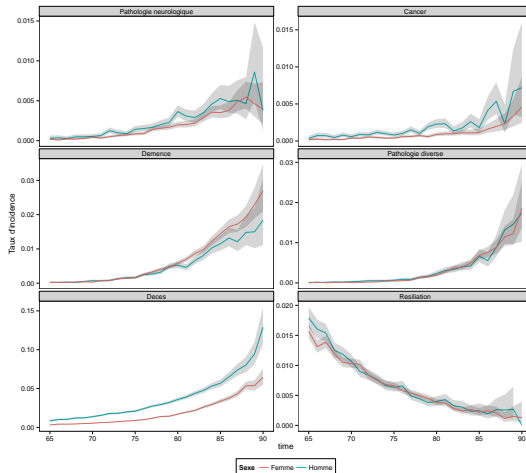 Pathologie neurologique
Cancer
0.015
0.010
0.005
0.000
0.015
0.010
0.005
0.000
Demence
Pathologie diverse
0.03
0.02
0.01
0.00
0.03
0.02
0.01
0.00
Taux d'incidence
Deces
Resiliation
0.15
0.10
0.05
0.00
0.020
0.015
0.010
0.005
0.000
65 70 75 80 85 90
65 70 75 80 85 90
time
Sexe Femme Homme